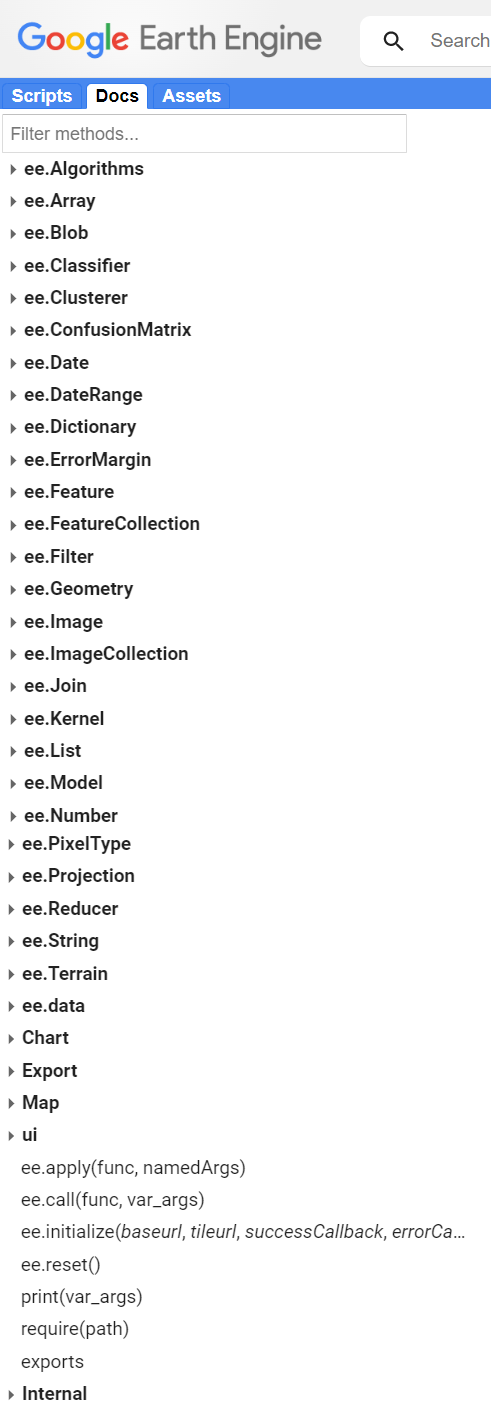 Google Earth Engine
Search
Scripts Docs Assets
Filter methods...
ee.Algorithms
ee.Array
ee.Blob
ee.Classifier
ee.Clusterer
ee.ConfusionMatrix
ee.Date
ee.DateRange
ee.Dictionary
ee.ErrorMargin
ee.Feature
ee.FeatureCollection
ee.Filter
ee.Geometry
ee.Image
ee.ImageCollection
ee.Join
ee.Kernel
ee.List
ee.Model
ee.Number
ee.PixelType
ee.Projection
ee.Reducer
ee.String
ee.Terrain
ee.data
Chart
Export
Map
ui
ee.apply(func, namedArgs)
ee.call(func, var_args)
ee.initialize(baseurl, tileurl, successCallback, errorCa...
ee.reset()
print(var_args)
require(path)
exports
Internal